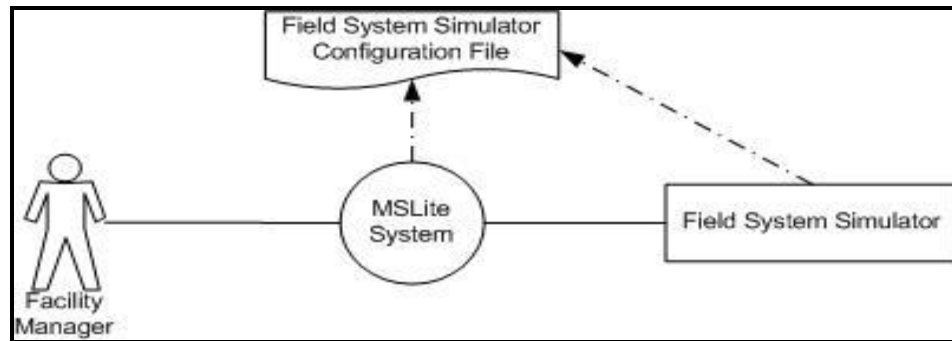 Field System Simulator
Configuration File
MSLite
System
Field System Simulator
Facility
Manager